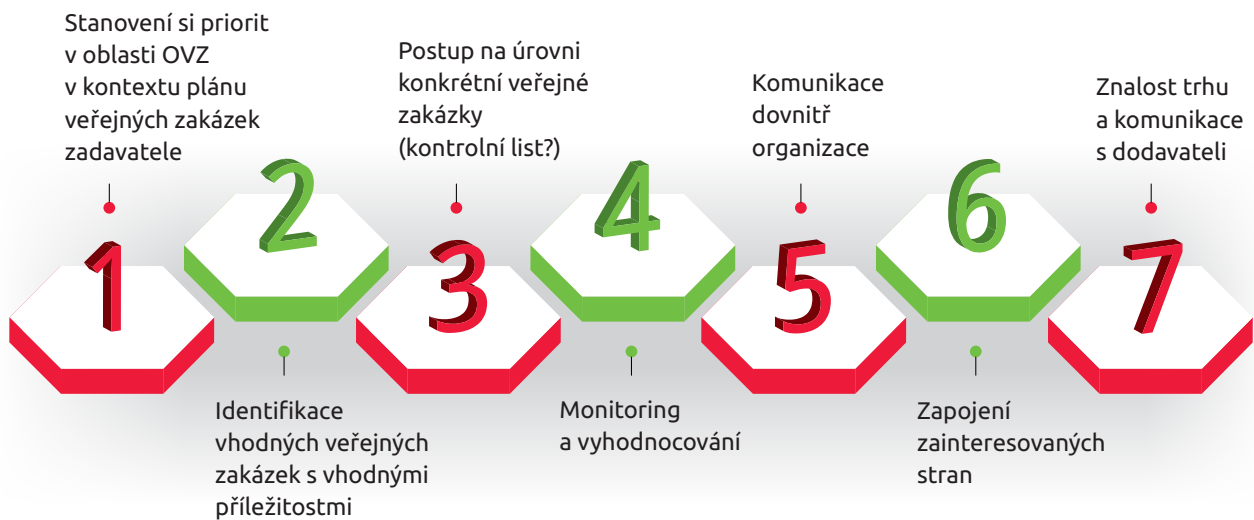 Stanovení si priorit
v oblasti OVZ
v kontextu plánu
veřejných zakázek
zadavatele
1
2
Identifikace
vhodných veřejných
zakázek s vhodnými
příležitostmi
Postup na úrovni
konkrétní veřejné
zakázky
(kontrolní list?)
3
4
Monitoring
a vyhodnocování
Komunikace
dovnitř
organizace
5
6
Zapojení
zainteresovaných
stran
Znalost trhu
a komunikace
s dodavateli
7